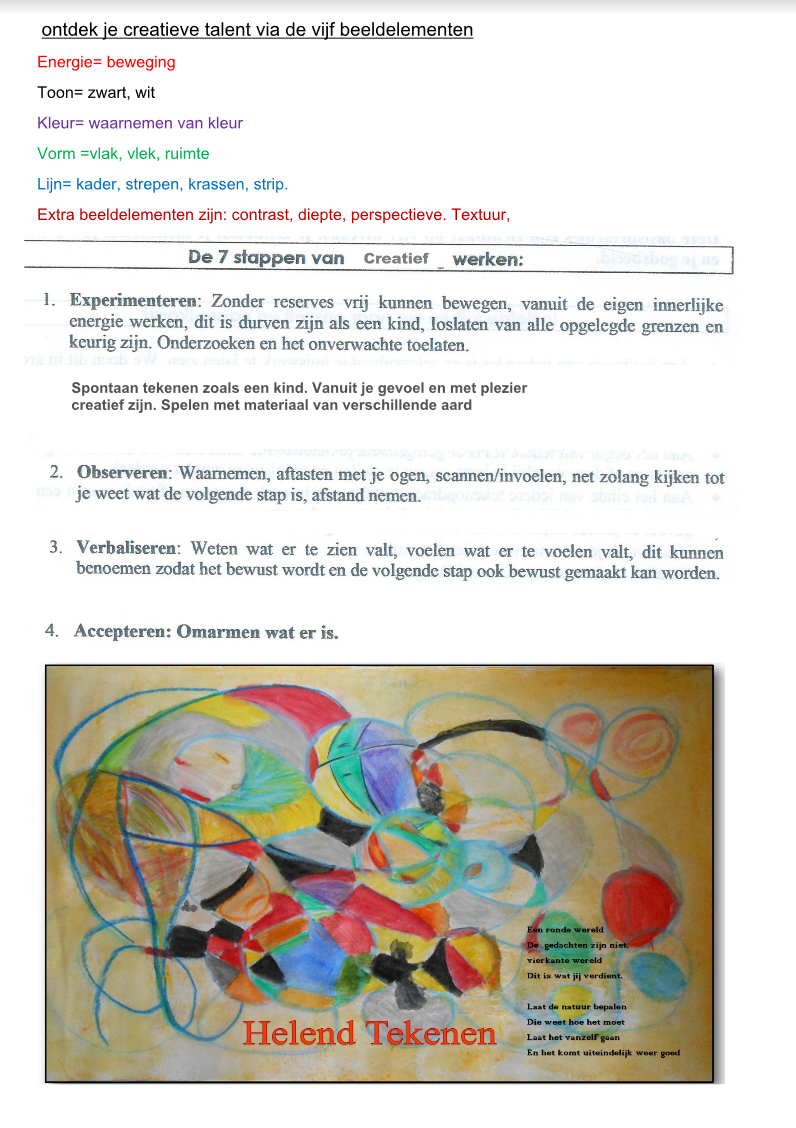 ontdek je creatieve talent via de vijf beeldelementen
Energie= beweging
Toon= zwart, wit
Kleur= waarnemen van kleur
Vorm =vlak, vlek, ruimte
Lijn= kader, strepen, krassen, strip.
Extra beeldelementen zijn: contrast, diepte, perspectieve. Textuur,
De 7 stappen van Creatief _ werken:
1. Experimenteren: Zonder reserves vrij kunnen bewegen, vanuit de eigen innerlijke
energie werken, dit is durven zijn als een kind, loslaten van alle opgelegde grenzen en
keurig zijn. Onderzoeken en het onverwachte toelaten.
Spontaan tekenen zoals een kind. Vanuit je gevoel en met plezier
creatief zijn. Spelen met materiaal van verschillende aard
2. Observeren: Waarnemen, aftasten met je ogen, scannen/invoelen, net zolang kijken tot
je weet wat de volgende stap is, afstand nemen.
3. Verbaliseren: Weten wat er te zien valt, voelen wat er te voelen valt, dit kunnen
benoemen zodat het bewust wordt en de volgende stap ook bewust gemaakt kan worden.
4. Accepteren: Omarmen wat er is.
Een ronde wereld
De gedachten zijn niet
vierkante wereld
Dit is wat jij verdient.
Laat de natuur bepalen
Die weet hoe het moet
Laat het vanzelf gaan
En het komt uiteindelijk weer goed
Helend Tekenen